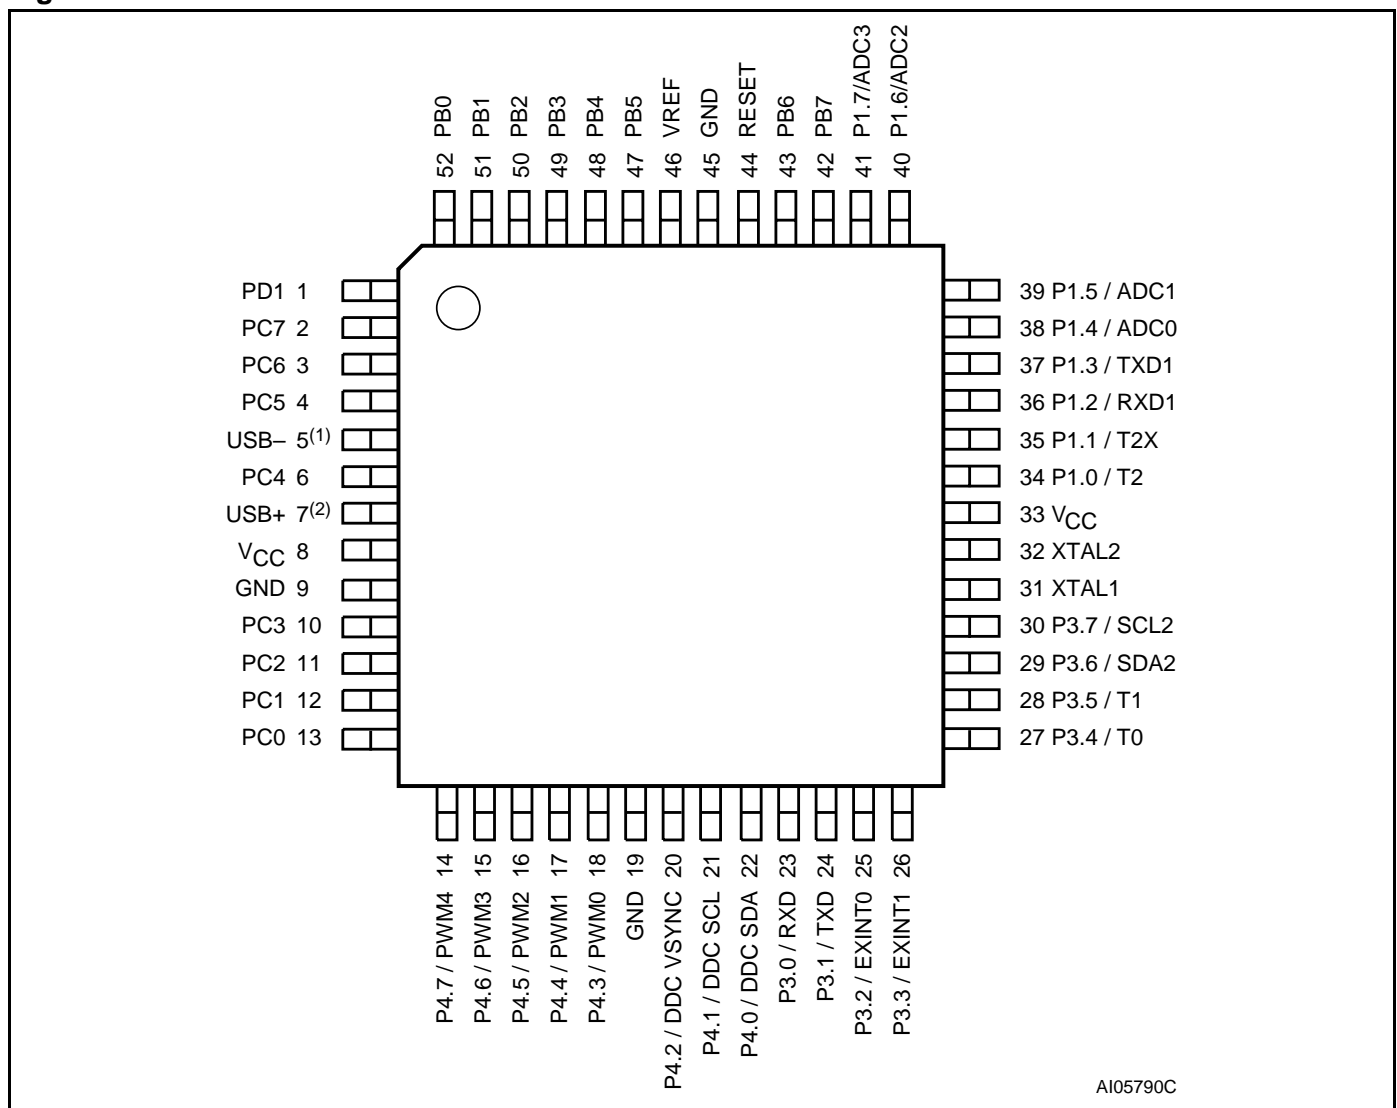 52 PB0
51 PB1
50 PB2
49 PB3
48 PB4
47 PB5
46 VREF
45 GND
44 RESET
43 PB6
42 PB7
41 P1.7/ADC3
40 P1.6/ADC2
PD1 1
PC7 2
PC6 3
PC5 4
USB– 5(1)
PC4 6
USB+ 7(2)
VCC 8
GND 9
PC3 10
PC2 11
PC1 12
PC0 13
39 P1.5 / ADC1
38 P1.4 / ADC0
37 P1.3 / TXD1
36 P1.2 / RXD1
35 P1.1 / T2X
34 P1.0 / T2
33 VCC
32 XTAL2
31 XTAL1
30 P3.7 / SCL2
29 P3.6 / SDA2
28 P3.5 / T1
27 P3.4 / T0
P4.7 / PWM4 14
P4.6 / PWM3 15
P4.5 / PWM2 16
P4.4 / PWM1 17
P4.3 / PWM0 18
GND 19
P4.2 / DDC VSYNC 20
P4.1 / DDC SCL 21
P4.0 / DDC SDA 22
P3.0 / RXD 23
P3.1 / TXD 24
P3.2 / EXINT0 25
P3.3 / EXINT1 26
AI05790C